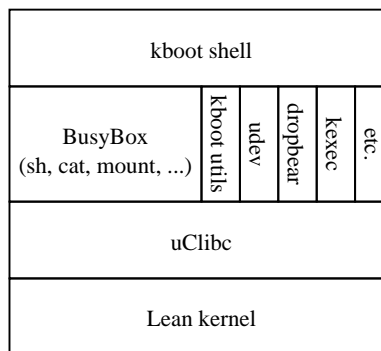 kboot shell
BusyBox
(sh, cat, mount, ...)
kboot utils
udev
dropbear
kexec
etc.
uClibc
Lean kernel